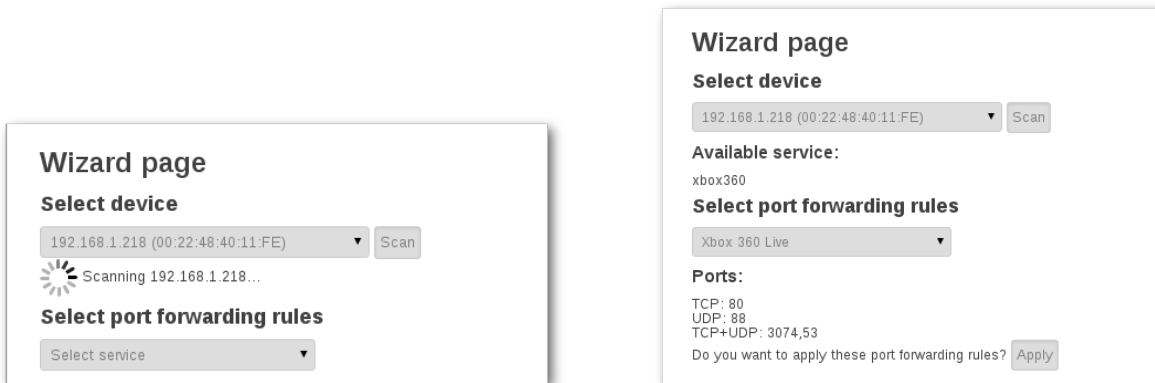 Wizard page
Select device
192.168.1.218 (00:22:48:40:11:FE)
Scan
Scanning 192.168.1.218...
Select port forwarding rules
Select service
Wizard page
Select device
192.168.1.218 (00:22:48:40:11:FE)
Scan
Available service:
xbox360
Select port forwarding rules
Xbox 360 Live
Ports:
TCP: 80
UDP: 88
TCP+UDP: 3074,53
Do you want to apply these port forwarding rules? Apply